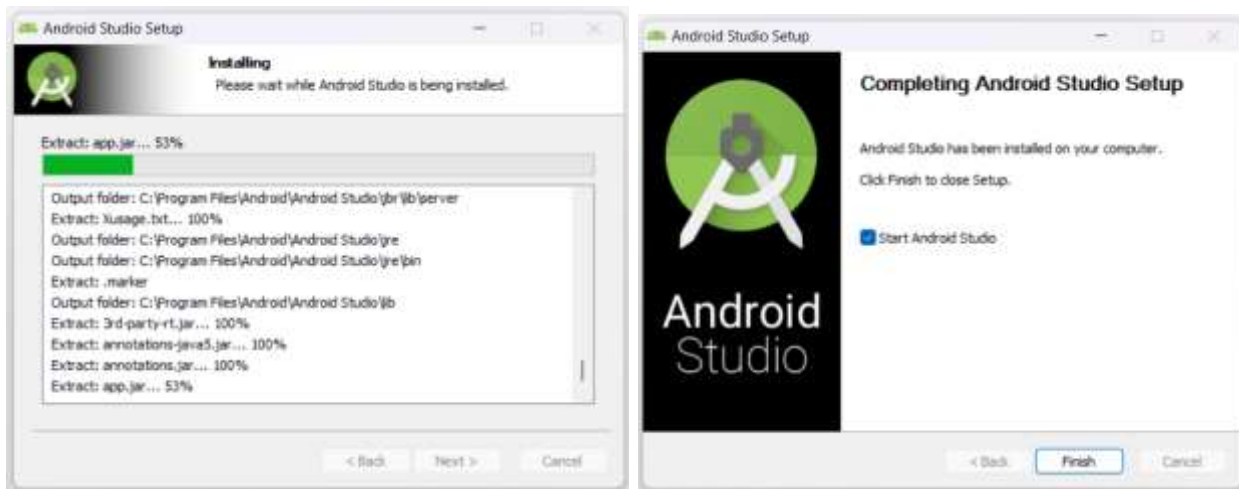 Android Studio Setup
Installing
Please wait while Android Studio is being installed.
Extract: app.jar... 53%
Output folder: C:\Program Files\Android\Android Studio\jbr\lib\server
Extract: Xusage.txt... 100%
Output folder: C:\Program Files\Android\Android Studio\jre
Output folder: C:\Program Files\Android\Android Studio\jre\bin
Extract: .marker
Output folder: C:\Program Files\Android\Android Studio\lib
Extract: 3rd-party-rt.jar... 100%
Extract: annotations-java5.jar... 100%
Extract: annotations.jar... 100%
Extract: app.jar... 53%
< Back Next > Cancel
Android Studio Setup
Completing Android Studio Setup
Android Studio has been installed on your computer.
Click Finish to close Setup.
Start Android Studio
Android
Studio
< Back Finish Cancel